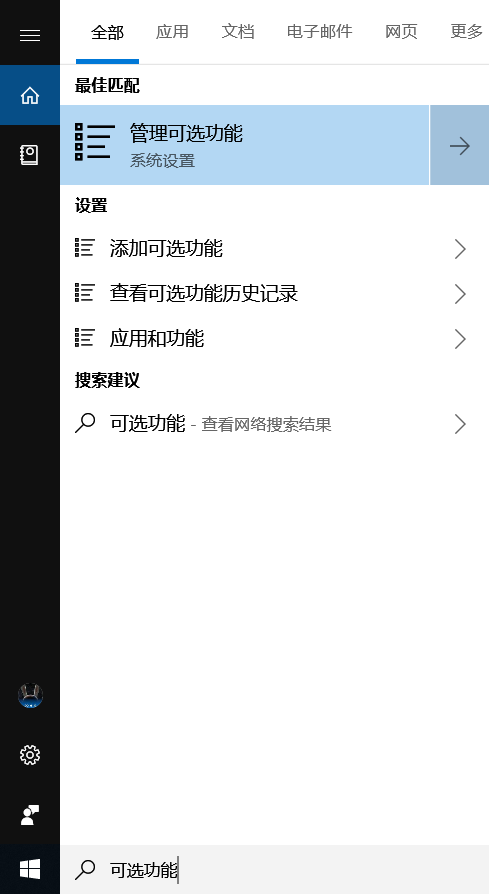 全部 应用 文档 电子邮件 网页 更多
最佳匹配
管理可选功能
系统设置
设置
添加可选功能
查看可选功能历史记录
应用和功能
搜索建议
可选功能 - 查看网络搜索结果
可选功能